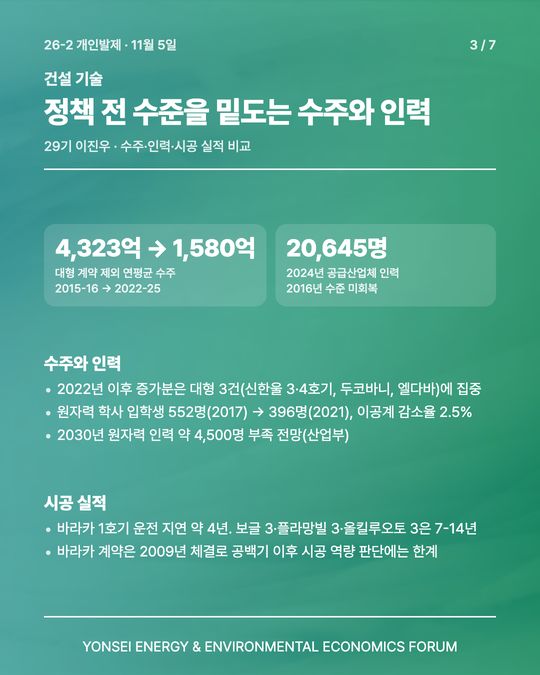 26-2 개인발제 · 11월 5일
3 / 7
건설 기술
정책 전 수준을 밑도는 수주와 인력
29기 이진우 · 수주·인력·시공 실적 비교
4,323억 → 1,580억
대형 계약 제외 연평균 수주
2015-16 → 2022-25
20,645명
2024년 공급산업체 인력
2016년 수준 미회복
수주와 인력
• 2022년 이후 증가분은 대형 3건(신한울 3·4호기, 두코바니, 엘다바)에 집중
• 원자력 학사 입학생 552명(2017) → 396명(2021), 이공계 감소율 2.5%
• 2030년 원자력 인력 약 4,500명 부족 전망(산업부)
시공 실적
• 바라카 1호기 운전 지연 약 4년. 보글 3·플라망빌 3·올킬루오토 3은 7-14년
• 바라카 계약은 2009년 체결로 공백기 이후 시공 역량 판단에는 한계
YONSEI ENERGY & ENVIRONMENTAL ECONOMICS FORUM